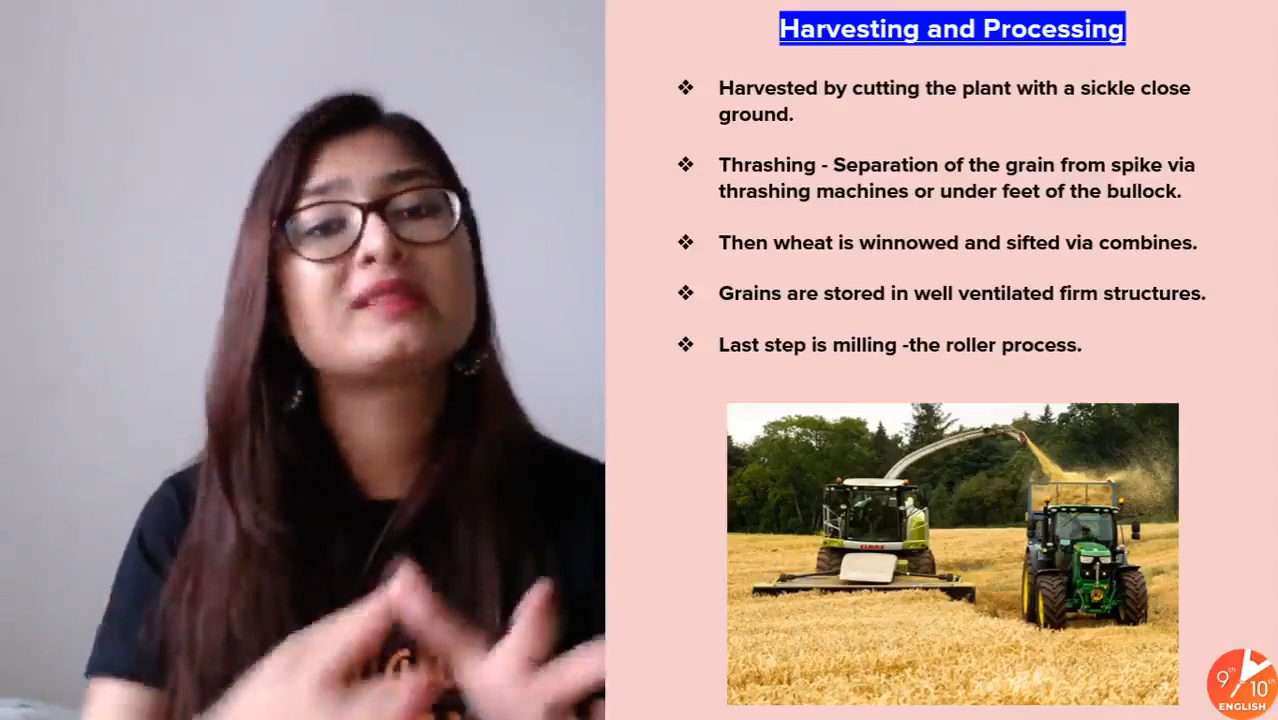 Harvesting and Processing
❖ Harvested by cutting the plant with a sickle close
ground.
❖ Thrashing - Separation of the grain from spike via
thrashing machines or under feet of the bullock.
❖ Then wheat is winnowed and sifted via combines.
❖ Grains are stored in well ventilated firm structures.
❖ Last step is milling -the roller process.
CLAAS
9th
10th
ENGLISH